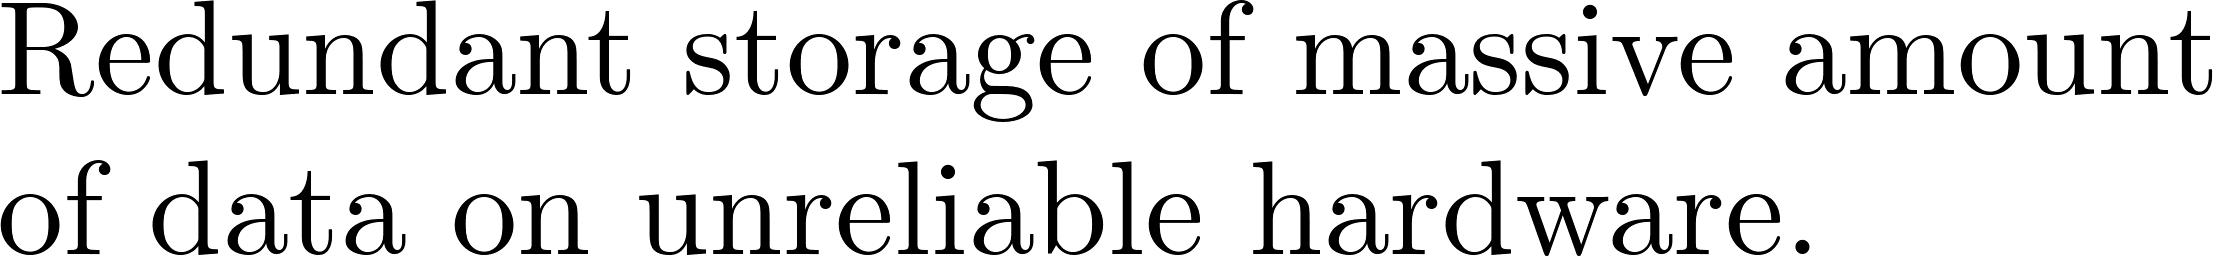 Redundant storage of massive amount
of data on unreliable hardware.